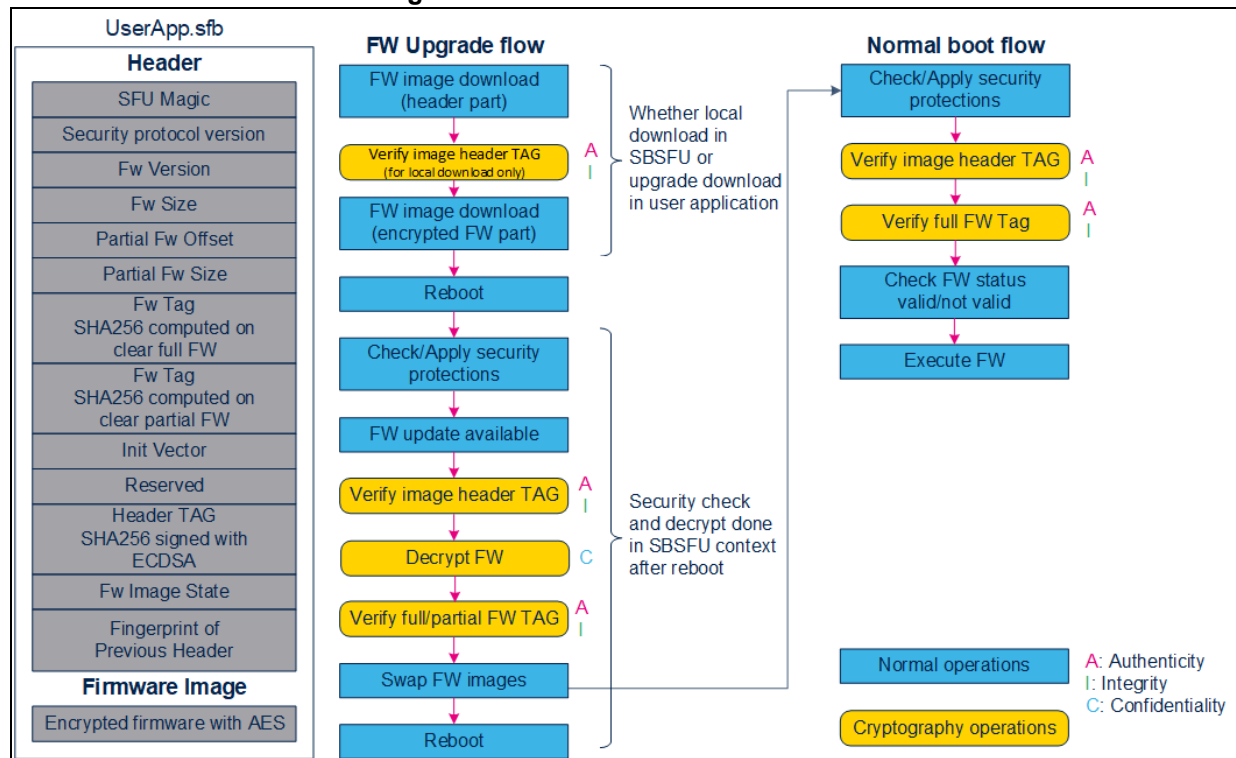 UserApp.sfb
Header
SFU Magic
Security protocol version
Fw Version
Fw Size
Partial Fw Offset
Partial Fw Size
Fw Tag
SHA256 computed on
clear full FW
Fw Tag
SHA256 computed on
clear partial FW
Init Vector
Reserved
Header TAG
SHA256 signed with
ECDSA
Fw Image State
Fingerprint of
Previous Header
Firmware Image
Encrypted firmware with AES
FW Upgrade flow
FW image download
(header part)
Verify image header TAG
(for local download only)
A
I
FW image download
(encrypted FW part)
Whether local
download in
SBSFU or
upgrade download
in user application
Reboot
Check/Apply security
protections
FW update available
Verify image header TAG
A
I
Decrypt FW
C
Verify full/partial FW TAG
A
I
Swap FW images
Reboot
Security check
and decrypt done
in SBSFU context
after reboot
Normal boot flow
Check/Apply security
protections
Verify image header TAG
A
I
Verify full FW Tag
A
I
Check FW status
valid/not valid
Execute FW
Normal operations
Cryptography operations
A: Authenticity
I: Integrity
C: Confidentiality